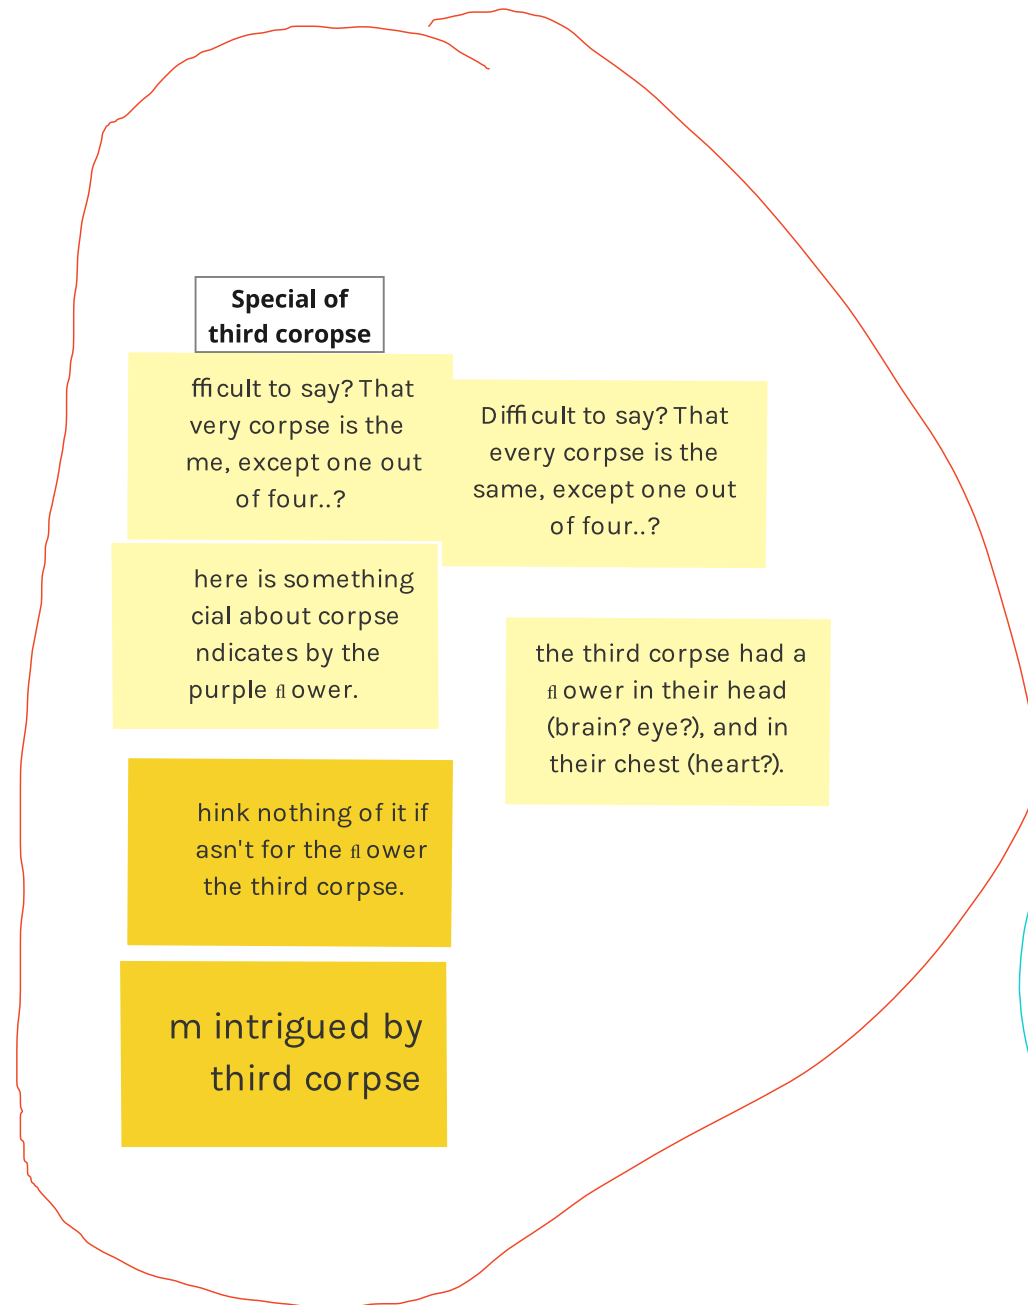 Special of
third coropse
fficult to say? That
very corpse is the
me, except one out
of four..?
Difficult to say? That
every corpse is the
same, except one out
of four..?
here is something
cial about corpse
ndicates by the
purple flower.
the third corpse had a
flower in their head
(brain? eye?), and in
their chest (heart?).
hink nothing of it if
asn't for the flower
the third corpse.
m intrigued by
third corpse